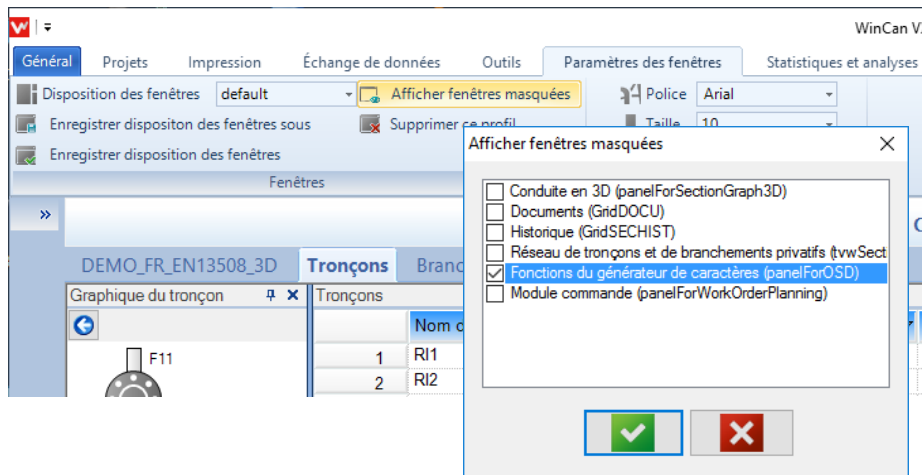 WinCan V
Général Projets Impression Échange de données Outils Paramètres des fenêtres Statistiques et analyses
Disposition des fenêtres default Afficher fenêtres masquées Police Arial
Enregistrer dispositon des fenêtres sous Supprimer ce profil Taille 10
Enregistrer disposition des fenêtres
Fenêtres
Afficher fenêtres masquées
Conduite en 3D (panelForSectionGraph3D)
Documents (GridDOCU)
Historique (GridSECHIST)
Réseau de tronçons et de branchements privatifs (tvwSect
Fonctions du générateur de caractères (panelForOSD)
Module commande (panelForWorkOrderPlanning)
DEMO_FR_EN13508_3D Tronçons Branc
Graphique du tronçon Tronçons
Nom d
F11
1 RI1
2 RI2